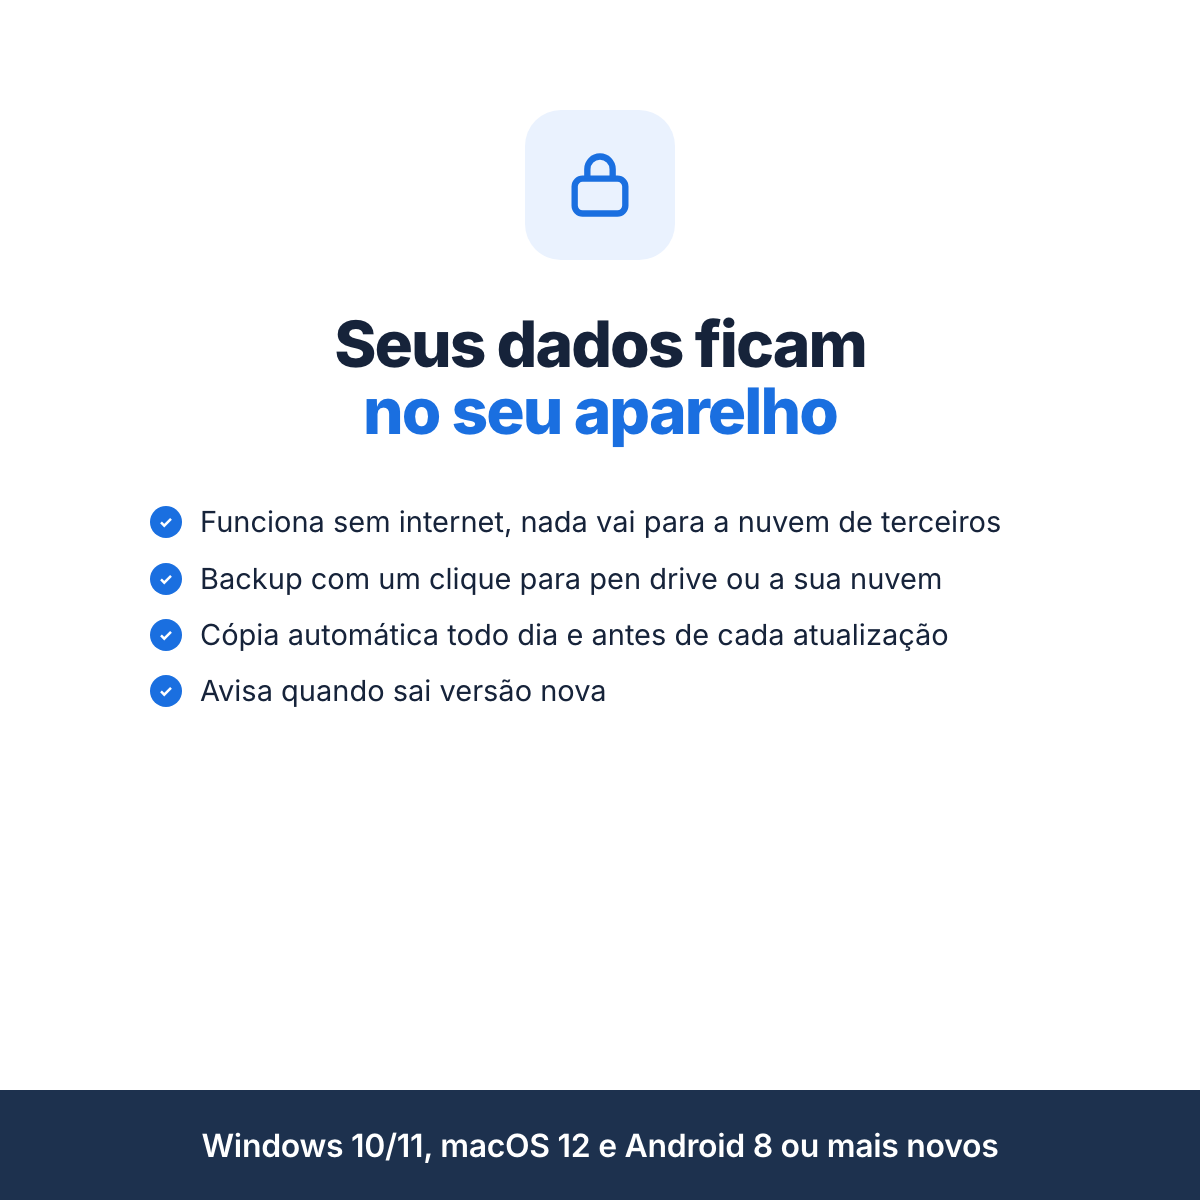 Seus dados ficam
no seu aparelho
Funciona sem internet, nada vai para a nuvem de terceiros
Backup com um clique para pen drive ou a sua nuvem
Cópia automática todo dia e antes de cada atualização
Avisa quando sai versão nova
Windows 10/11, macOS 12 e Android 8 ou mais novos